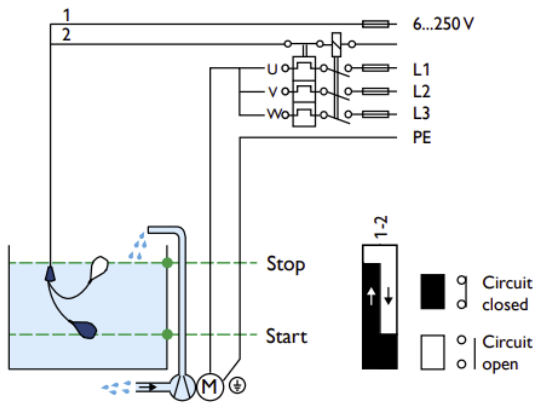 1
6...250 V
2
U
L1
V
L2
W
L3
PE
1-2
Stop
Circuit
closed
Start
Circuit
open
M